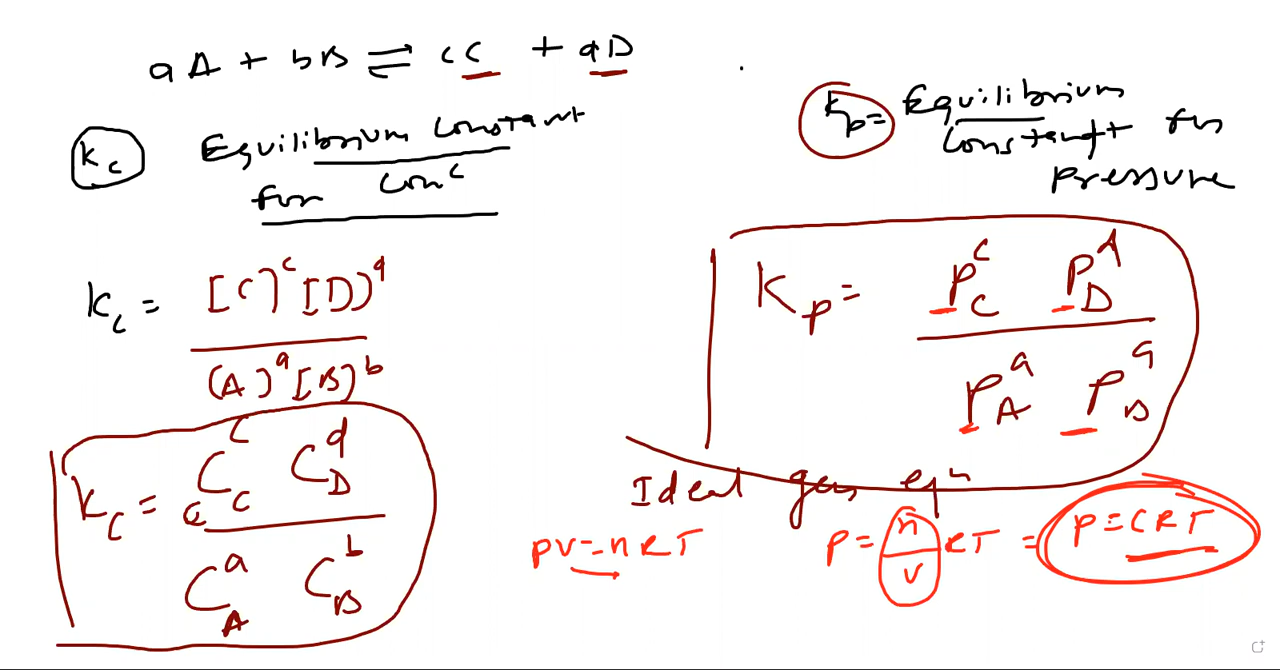 aA + bB ⇌ cC + qD
Kc Equilibrium Constant
for Conc
Kp = Equilibrium
Constant for
Pressure
Kc = [C]^c [D]^q / (A)^a [B]^b
Kc = C_C^c C_D^d / C_A^a C_B^b
Kp = P_C^c P_D^d / P_A^a P_B^a
Ideal gas eqn
PV = nRT P = n/V RT = P = CRT